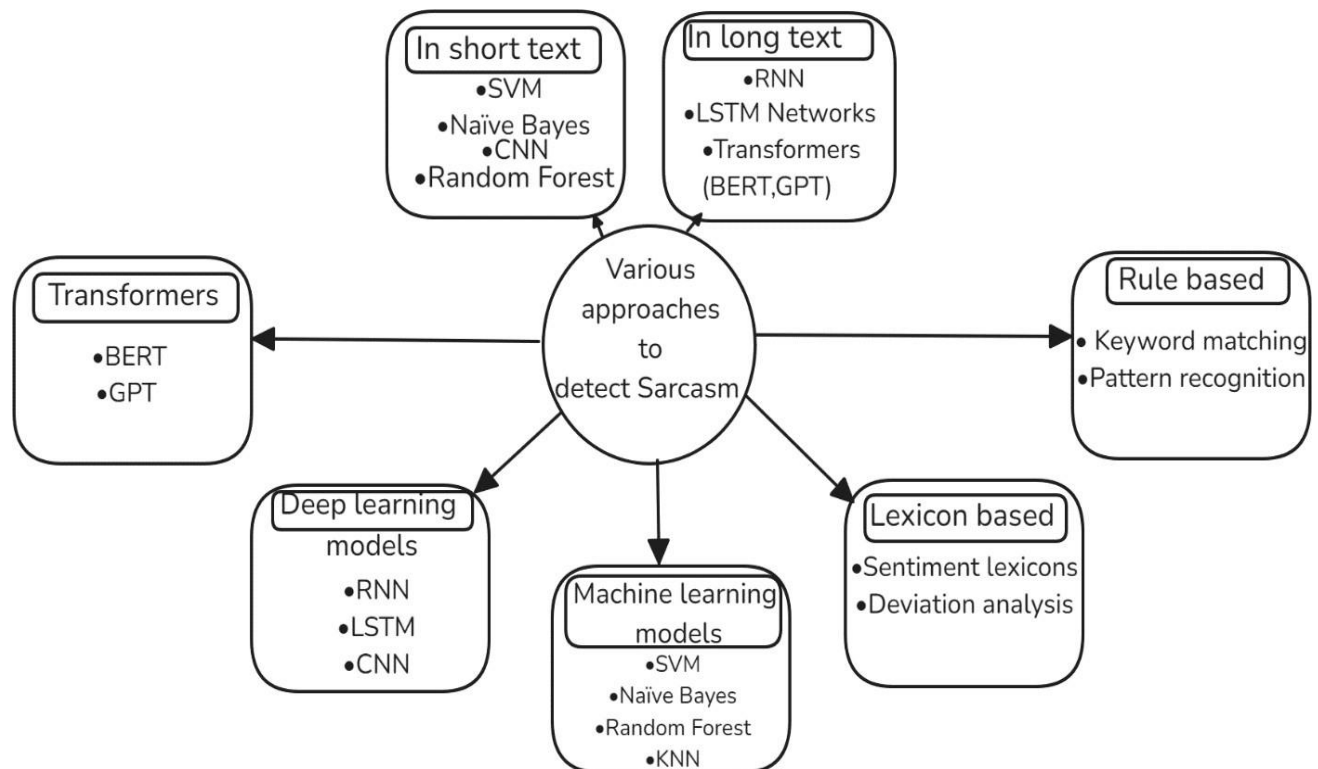 In short text
•SVM
•Naïve Bayes
•CNN
•Random Forest
In long text
•RNN
•LSTM Networks
•Transformers
(BERT,GPT)
Various
approaches
to
detect Sarcasm
Transformers
•BERT
•GPT
Rule based
• Keyword matching
•Pattern recognition
Deep learning
models
•RNN
•LSTM
•CNN
Machine learning
models
•SVM
•Naïve Bayes
•Random Forest
•KNN
Lexicon based
•Sentiment lexicons
•Deviation analysis